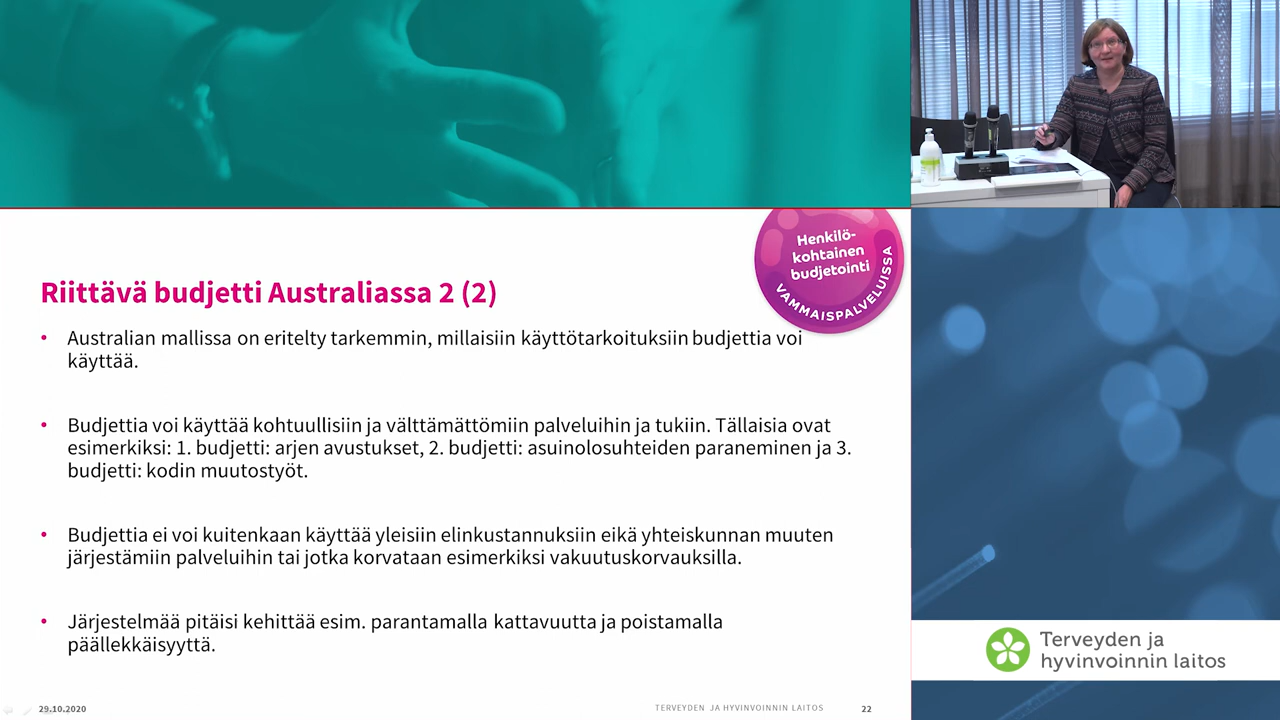 Henkilö-
kohtainen
budjetointi
VAMMAISPALVELUISSA
Riittävä budjetti Australiassa 2 (2)
• Australian mallissa on eritelty tarkemmin, millaisiin käyttötarkoituksiin budjettia voi
käyttää.
• Budjettia voi käyttää kohtuullisiin ja välttämättömiin palveluihin ja tukiin. Tällaisia ovat
esimerkiksi: 1. budjetti: arjen avustukset, 2. budjetti: asuinolosuhteiden paraneminen ja 3.
budjetti: kodin muutostyöt.
• Budjettia ei voi kuitenkaan käyttää yleisiin elinkustannuksiin eikä yhteiskunnan muuten
järjestämiin palveluihin tai jotka korvataan esimerkiksi vakuutuskorvauksilla.
• Järjestelmää pitäisi kehittää esim. parantamalla kattavuutta ja poistamalla
päällekkäisyyttä.
29.10.2020
TERVEYDEN JA HYVINVOINNIN LAITOS
22
Terveyden ja
hyvinvoinnin laitos